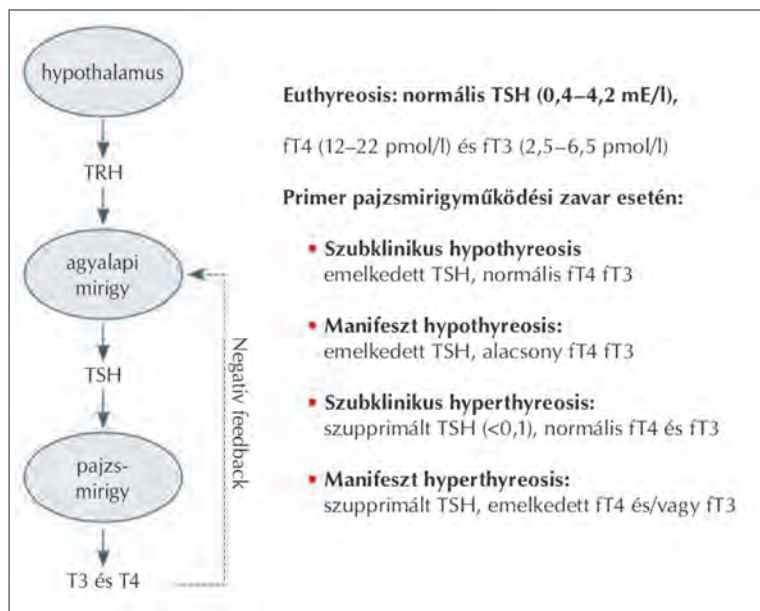 hypothalamus
TRH
agyalapi
mirigy
TSH
pajzs-
mirigy
T3 és T4
Negatív feedback
Euthyreosis: normális TSH (0,4–4,2 mE/l),
fT4 (12–22 pmol/l) és fT3 (2,5–6,5 pmol/l)
Primer pajzsmirigyműködési zavar esetén:
• Szubklinikus hypothyreosis
emelkedett TSH, normális fT4 fT3
• Manifeszt hypothyreosis:
emelkedett TSH, alacsony fT4 fT3
• Szubklinikus hyperthyreosis:
szupprimált TSH (<0,1), normális fT4 és fT3
• Manifeszt hyperthyreosis:
szupprimált TSH, emelkedett fT4 és/vagy fT3